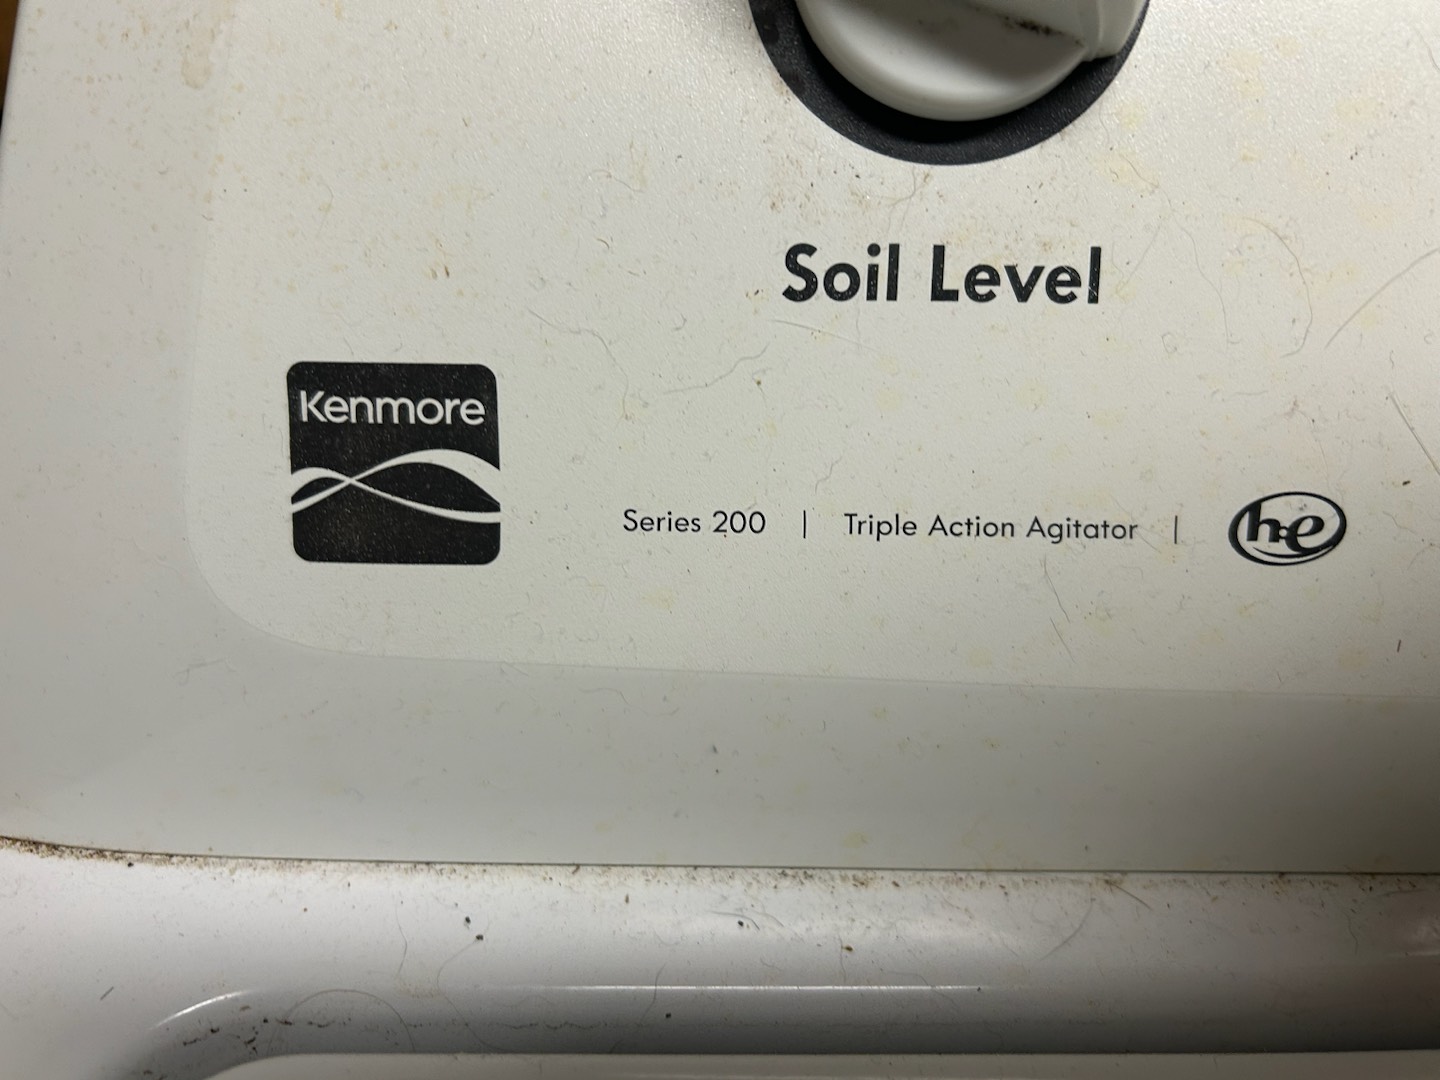 Soil Level
Kenmore
Series 200 | Triple Action Agitator | he